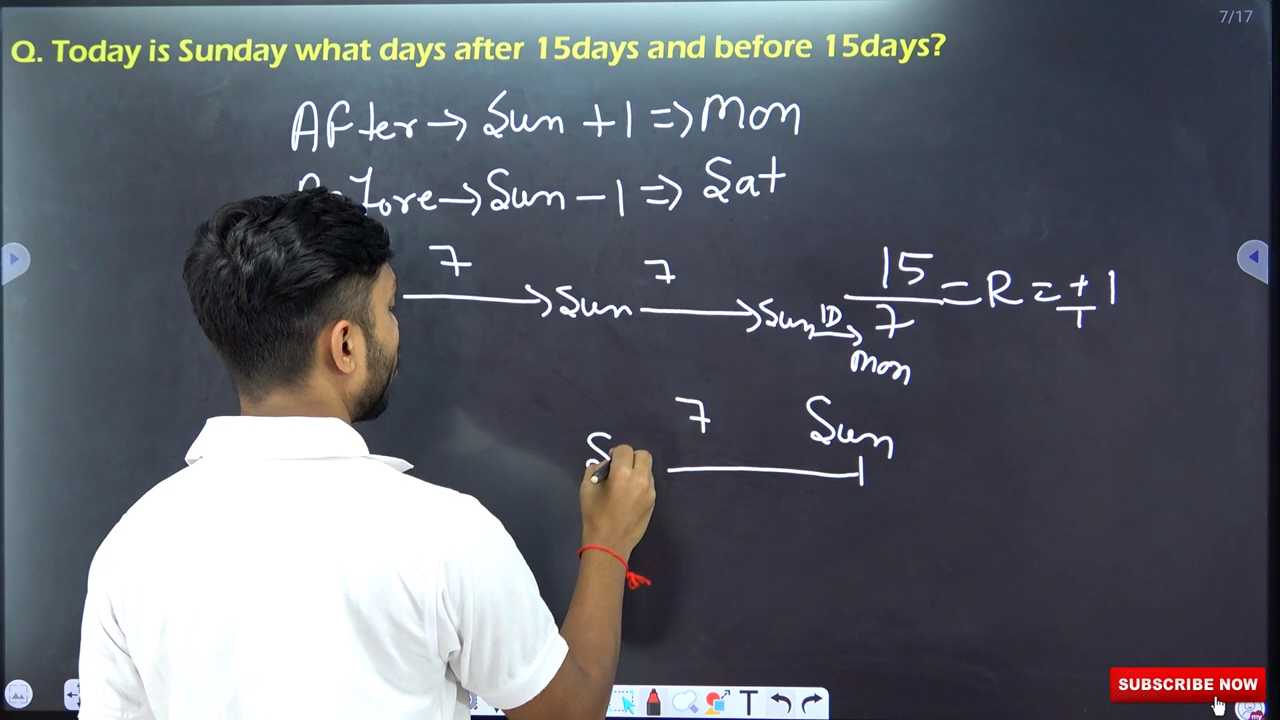 7/17
Q. Today is Sunday what days after 15days and before 15days?
After → Sun +1 => Mon
→ Sun - 1 => Sat
7 → Sun 7 → Sun 1D → Mon
15/7 = R = +1
7 Sun
S
SUBSCRIBE NOW